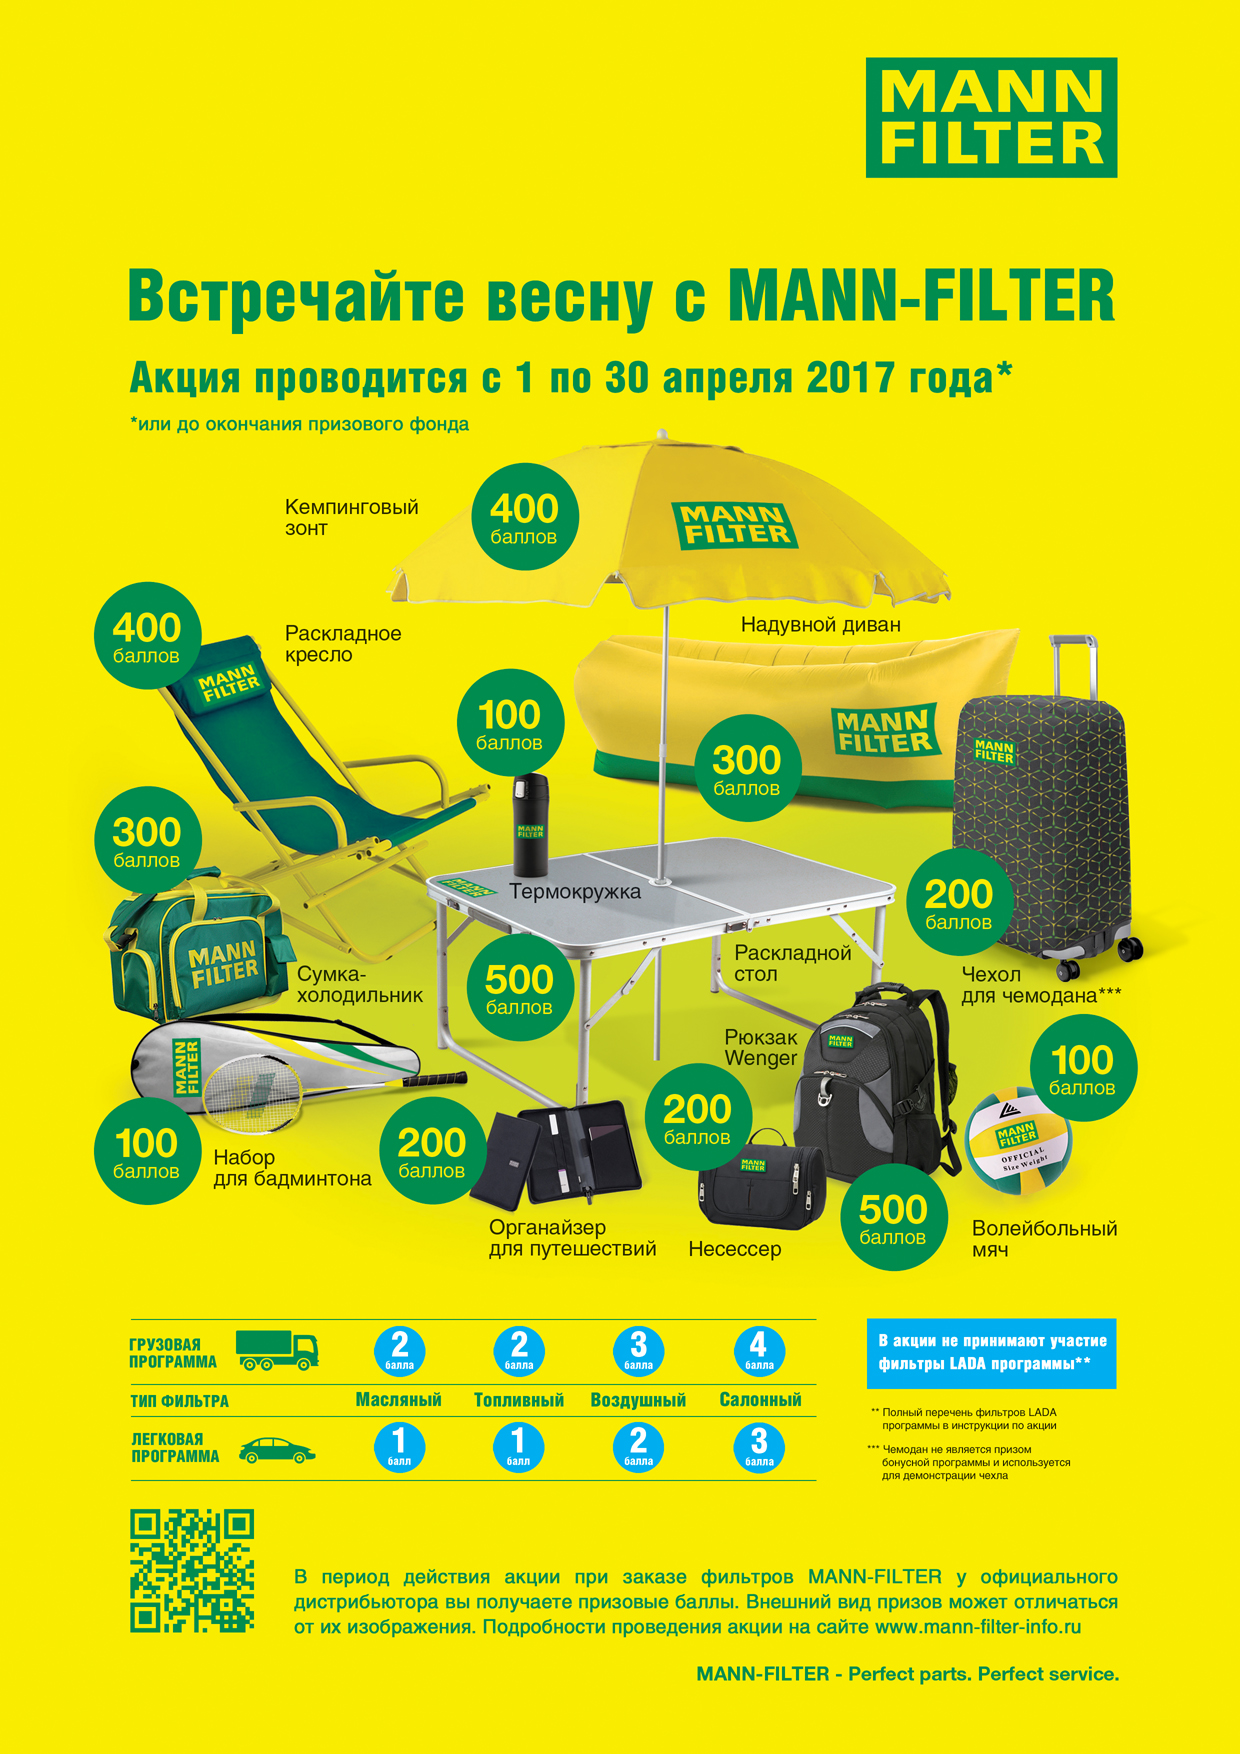 MANN
FILTER
Встречайте весну с MANN-FILTER
Акция проводится с 1 по 30 апреля 2017 года*
*или до окончания призового фонда
Кемпинговый
зонт
400
баллов
MANN
FILTER
400
баллов
Раскладное
кресло
MANN
FILTER
Надувной диван
100
баллов
MANN
FILTER
300
баллов
MANN
FILTER
MANN
FILTER
300
баллов
MANN
FILTER
Термокружка
MANN
FILTER
200
баллов
MANN
FILTER
Сумка-
холодильник
500
баллов
Раскладной
стол
Чехол
для чемодана***
MANN
FILTER
Рюкзак
Wenger
MANN
FILTER
100
баллов
100
баллов
Набор
для бадминтона
200
баллов
200
баллов
MANN
FILTER
MANN
FILTER
OFFICIAL
Size Weight
500
баллов
Органайзер
для путешествий
Несессер
Волейбольный
мяч
ГРУЗОВАЯ
ПРОГРАММА
2
балла
2
балла
3
балла
4
балла
ТИП ФИЛЬТРА
Масляный
Топливный
Воздушный
Салонный
ЛЕГКОВАЯ
ПРОГРАММА
1
балл
1
балл
2
балла
3
балла
В акции не принимают участие
фильтры LADA программы**
** Полный перечень фильтров LADA
программы в инструкции по акции
*** Чемодан не является призом
бонусной программы и используется
для демонстрации чехла
В период действия акции при заказе фильтров MANN-FILTER у официального
дистрибьютора вы получаете призовые баллы. Внешний вид призов может отличаться
от их изображения. Подробности проведения акции на сайте www.mann-filter-info.ru
MANN-FILTER - Perfect parts. Perfect service.